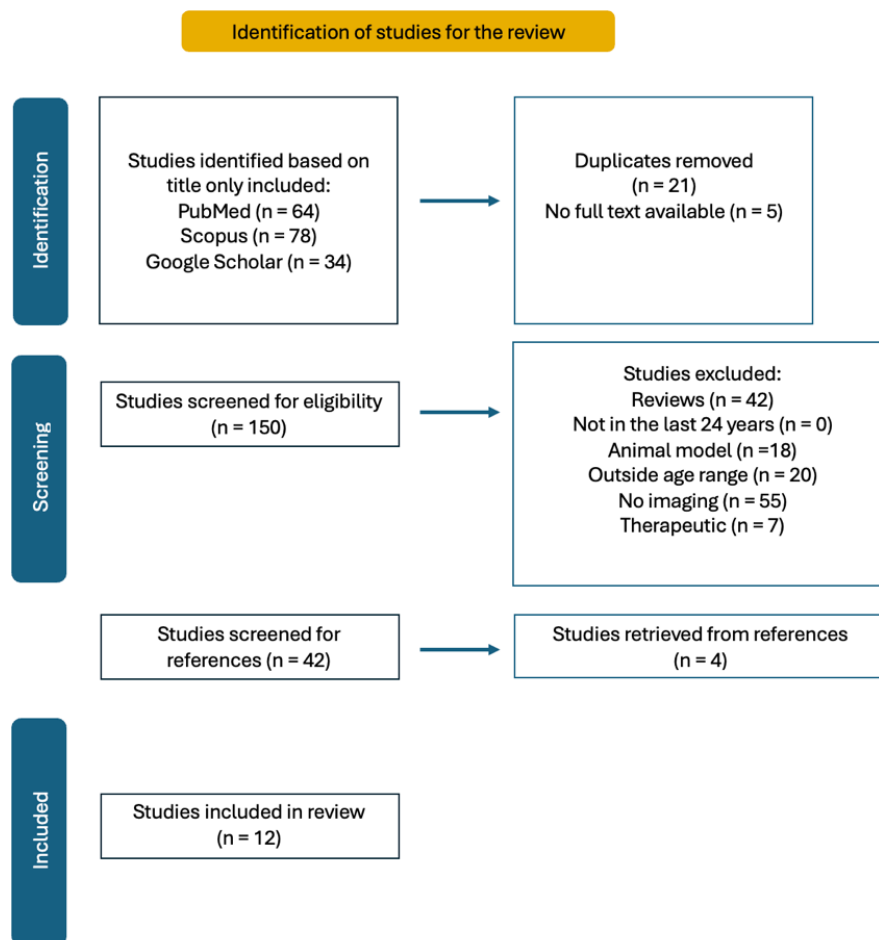 Identification of studies for the review
Identification
Studies identified based on
title only included:
PubMed (n = 64)
Scopus (n = 78)
Google Scholar (n = 34)
Duplicates removed
(n = 21)
No full text available (n = 5)
Screening
Studies screened for eligibility
(n = 150)
Studies excluded:
Reviews (n = 42)
Not in the last 24 years (n = 0)
Animal model (n =18)
Outside age range (n = 20)
No imaging (n = 55)
Therapeutic (n = 7)
Studies screened for
references (n = 42)
Studies retrieved from references
(n = 4)
Included
Studies included in review
(n = 12)